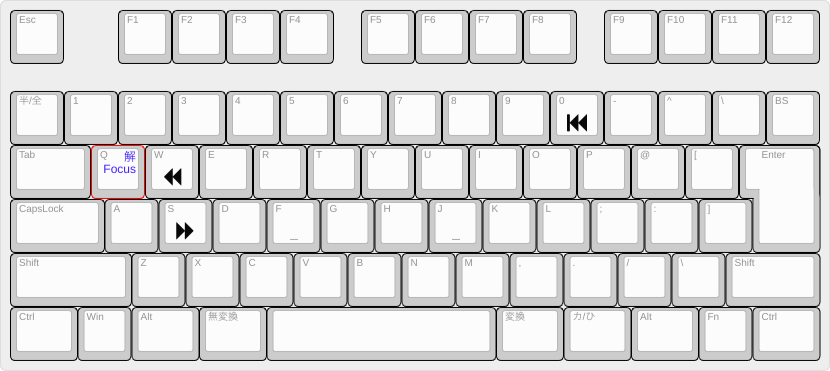 Esc F1 F2 F3 F4 F5 F6 F7 F8 F9 F10 F11 F12
半/全 1 2 3 4 5 6 7 8 9 0 - ^ \ BS
Tab Q 解 W E R T Y U I O P @ [ Enter
Focus
CapsLock A S D F G H J K L ; : ]
_ _
Shift Z X C V B N M , . / \ Shift
Ctrl Win Alt 無変換 変換 カ/ひ Alt Fn Ctrl